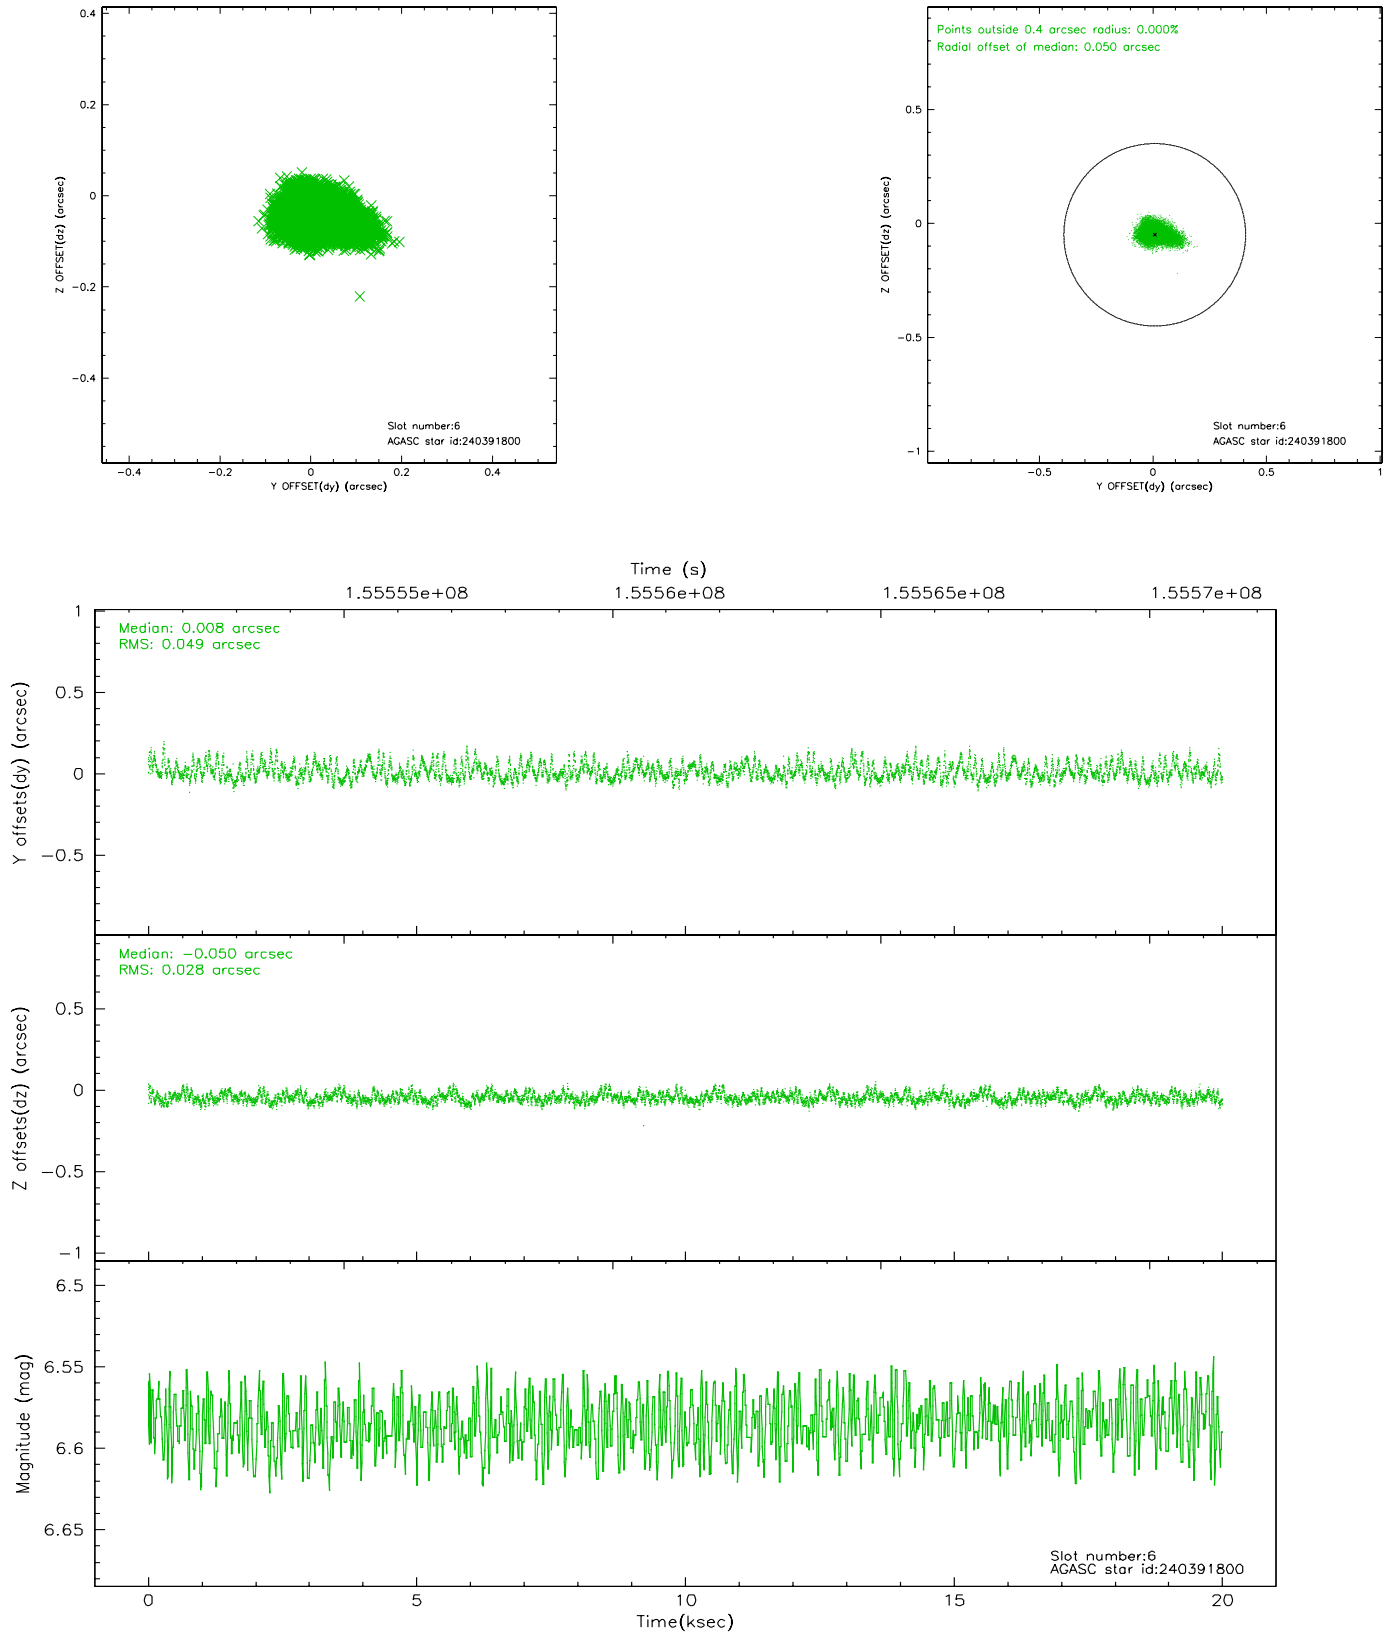 0.4
0.2
0
−0.2
−0.4
Z OFFSET(dz) (arcsec)
Slot number:6
AGASC star id:240391800
−0.4
−0.2
0
0.2
0.4
Y OFFSET(dy) (arcsec)
Points outside 0.4 arcsec radius: 0.000%
Radial offset of median: 0.050 arcsec
0.5
0
−0.5
−1
Z OFFSET(dz) (arcsec)
Slot number:6
AGASC star id:240391800
−0.5
0
0.5
1
Y OFFSET(dy) (arcsec)
Time (s)
1.55555e+08
1.5556e+08
1.55565e+08
1.5557e+08
Median: 0.008 arcsec
RMS: 0.049 arcsec
1
0.5
0
−0.5
Y offsets(dy) (arcsec)
Median: −0.050 arcsec
RMS: 0.028 arcsec
0.5
0
−0.5
−1
Z offsets(dz) (arcsec)
6.5
6.55
6.6
6.65
Magnitude (mag)
Slot number:6
AGASC star id:240391800
0
5
10
15
20
Time(ksec)